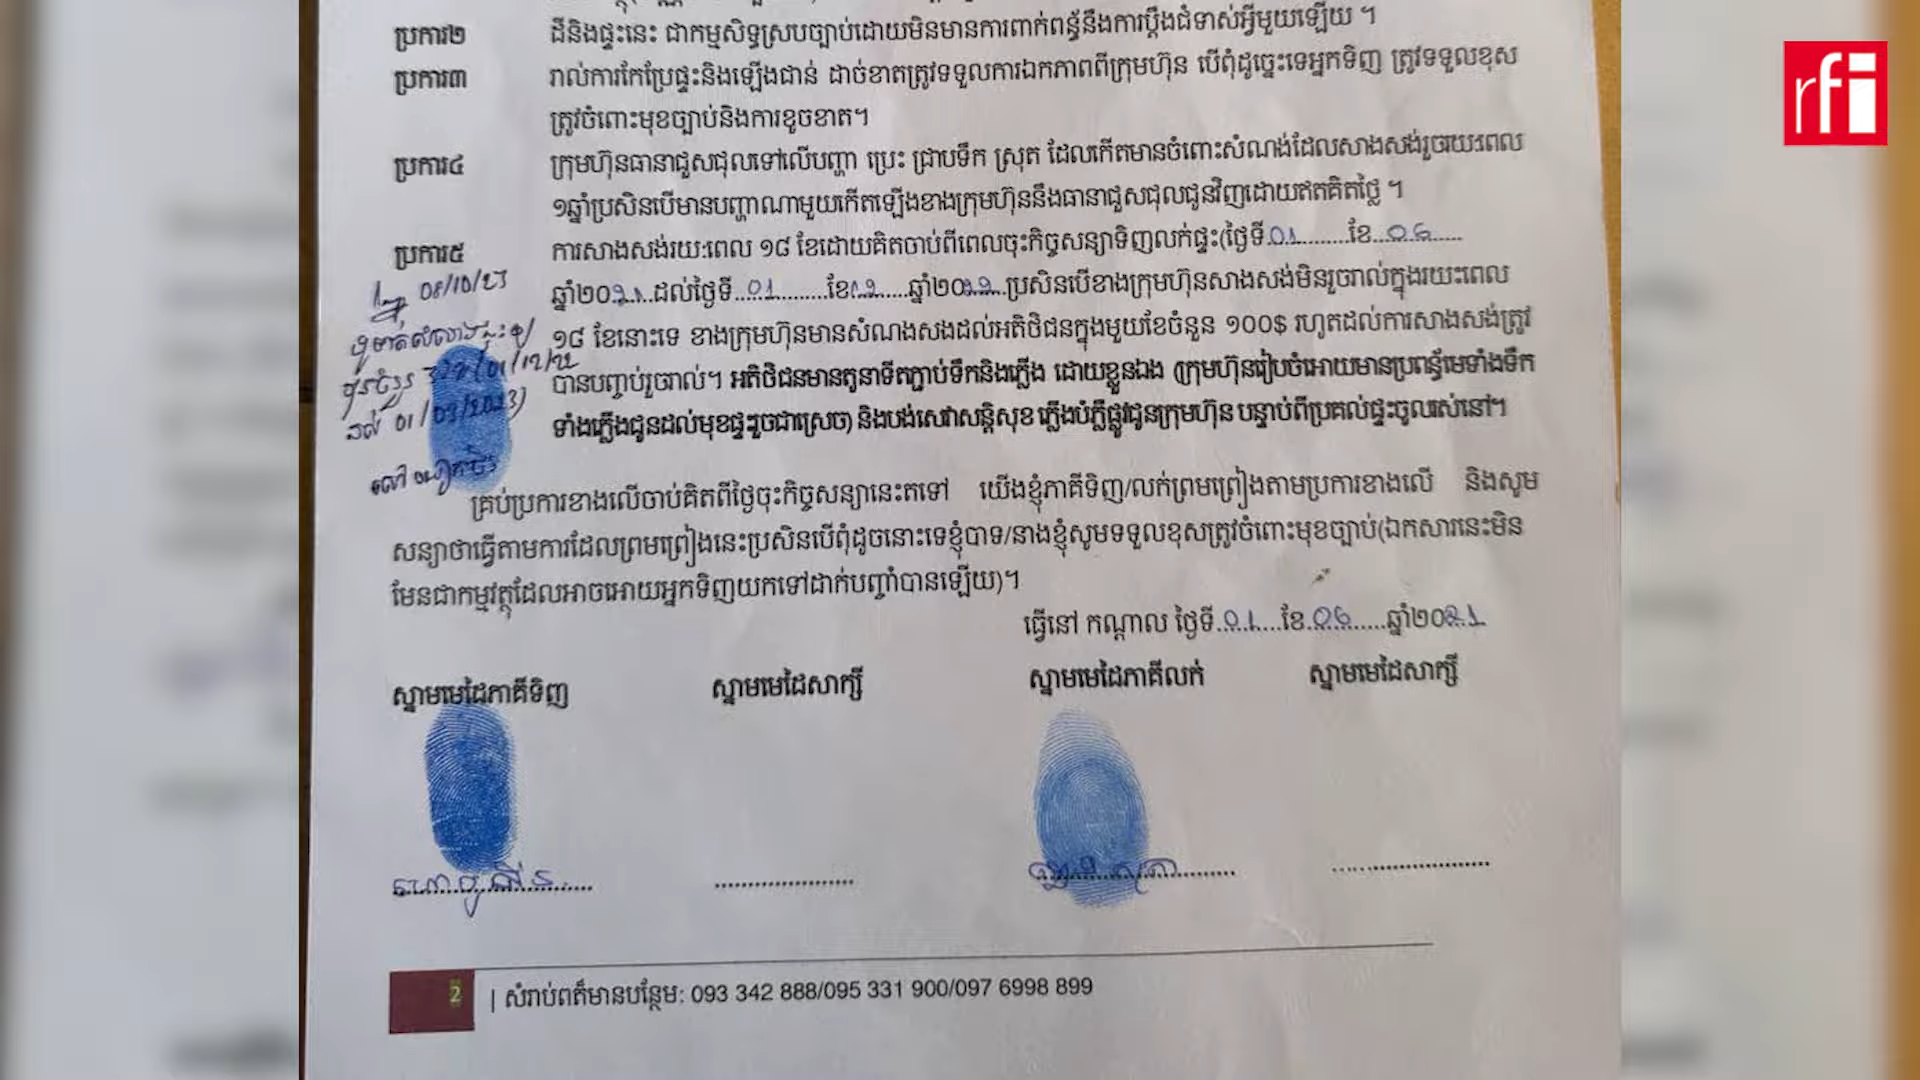 ប្រការ២ ដីនិងផ្ទះនេះ ជាកម្មសិទ្ធស្របច្បាប់ដោយមិនមានការពាក់ពន្ធ័នឹងការប្ដឹងជំទាស់អ្វីមួយឡើយ ។
rfi
ប្រការ៣ រាល់ការកែប្រែផ្ទះនិងឡើងជាន់ ដាច់ខាតត្រូវទទួលការឯកភាពពីក្រុមហ៊ុន បើពុំដូច្នេះទេអ្នកទិញ ត្រូវទទួលខុស
ត្រូវចំពោះមុខច្បាប់និងការខូចខាត។
ប្រការ៤ ក្រុមហ៊ុនធានាជួសជុលទៅលើបញ្ហា ប្រេះ ជ្រាបទឹក ស្រុត ដែលកើតមានចំពោះសំណង់ដែលសាងសង់រួចរយះពេល
១ឆ្នាំប្រសិនបើមានបញ្ហាណាមួយកើតឡើងខាងក្រុមហ៊ុននឹងធានាជួសជុលជូនវិញដោយឥតគិតថ្លៃ ។
ប្រការ៥ ការសាងសង់រយៈពេល ១៨ ខែដោយគិតចាប់ពីពេលចុះកិច្ចសន្យាទិញលក់ផ្ទះ(ថ្ងៃទី.01..........ខែ...06......
08/10/23
ឆ្នាំ២០21...ដល់ថ្ងៃទី..01..........ខែ12......ឆ្នាំ២០22...ប្រសិនបើខាងក្រុមហ៊ុនសាងសង់មិនរួចរាល់ក្នុងរយះពេល
១៨ ខែនោះទេ ខាងក្រុមហ៊ុនមានសំណងសងដល់អតិថិជនក្នុងមួយខែចំនួន ១០០$ រហូតដល់ការសាងសង់ត្រូវ
01/12/22
បានបញ្ចប់រួចរាល់។ អតិថិជនមានតួនាទីតភ្ជាប់ទឹកនិងភ្លើង ដោយខ្លួនឯង (ក្រុមហ៊ុនរៀបចំអោយមានប្រពន្ធ័មេទាំងទឹក
ដល់ 01/09/2023)
ទាំងភ្លើងជូនដល់មុខផ្ទះរួចជាស្រេច) និងបង់សេវាសន្តិសុខ ភ្លើងបំភ្លឺផ្លូវជូនក្រុមហ៊ុន បន្ទាប់ពីប្រគល់ផ្ទះចូលរស់នៅ។
គ្រប់ប្រការខាងលើចាប់គិតពីថ្ងៃចុះកិច្ចសន្យានេះតទៅ យើងខ្ញុំភាគីទិញ/លក់ព្រមព្រៀងតាមប្រការខាងលើ និងសូម
សន្យាថាធ្វើតាមការដែលព្រមព្រៀងនេះប្រសិនបើពុំដូចនោះទេខ្ញុំបាទ/នាងខ្ញុំសូមទទួលខុសត្រូវចំពោះមុខច្បាប់(ឯកសារនេះមិន
មែនជាកម្មវត្ថុដែលអាចអោយអ្នកទិញយកទៅដាក់បញ្ចាំបានឡើយ)។
ធ្វើនៅ កណ្ដាល ថ្ងៃទី.01....ខែ.06......ឆ្នាំ២០21.
ស្នាមមេដៃភាគីទិញ ស្នាមមេដៃសាក្សី ស្នាមមេដៃភាគីលក់ ស្នាមមេដៃសាក្សី
2 | សំរាប់ពត៌មានបន្ថែម: 093 342 888/095 331 900/097 6998 899